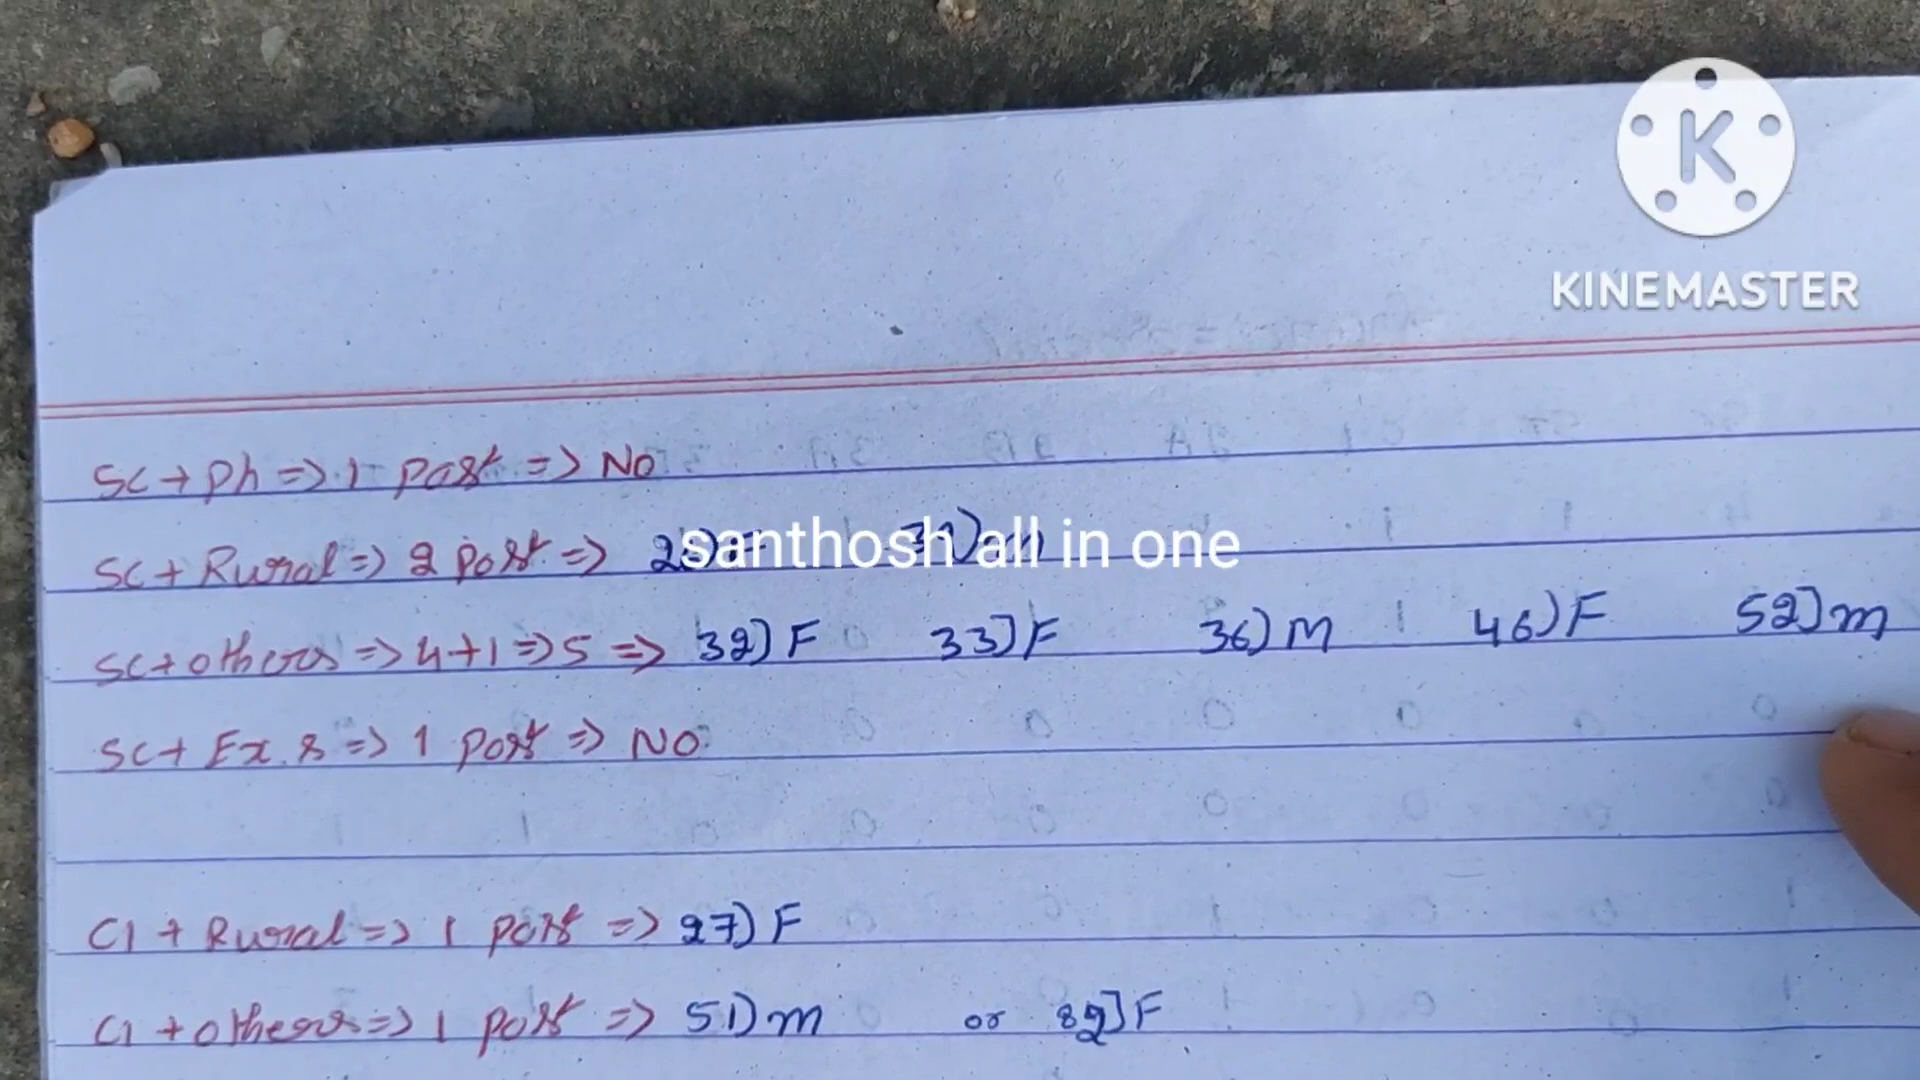 KINEMASTER
SC + Ph => 1 Post => NO
santhosh all in one
SC + Rural => 2 Post => m
SC + others => 4+1 => 5 => 32) F 33) F 36) M 46) F 52) m
SC + Ex.s => 1 Post => NO
C1 + Rural => 1 Post => 27) F
C1 + others => 1 Post => 51) m or 82) F